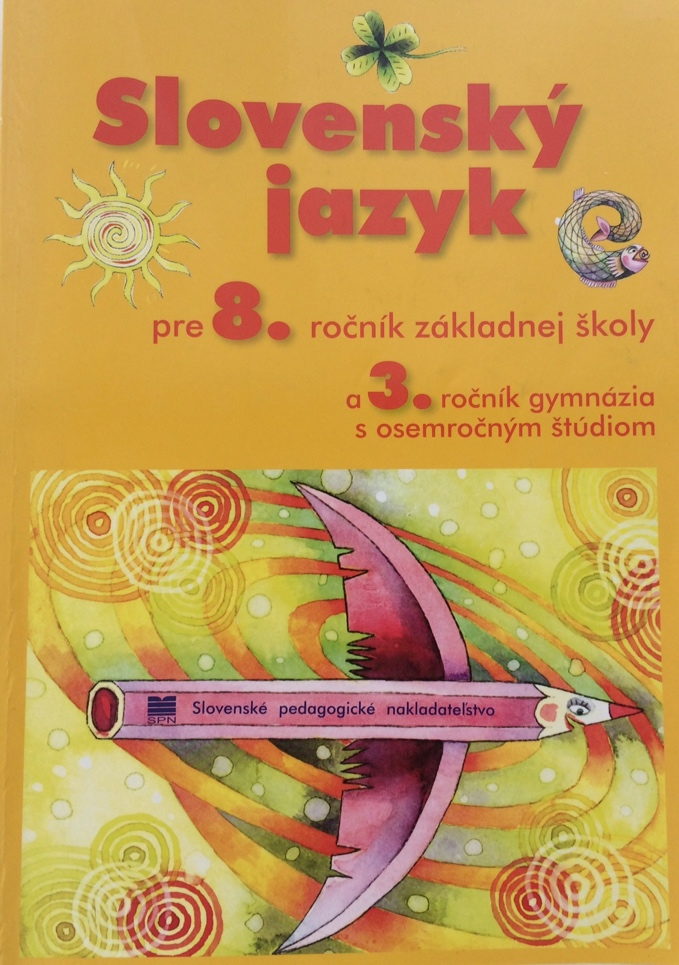 Slovenský
jazyk
pre 8. ročník základnej školy
a 3. ročník gymnázia
s osemročným štúdiom
SPN
Slovenské pedagogické nakladateľstvo